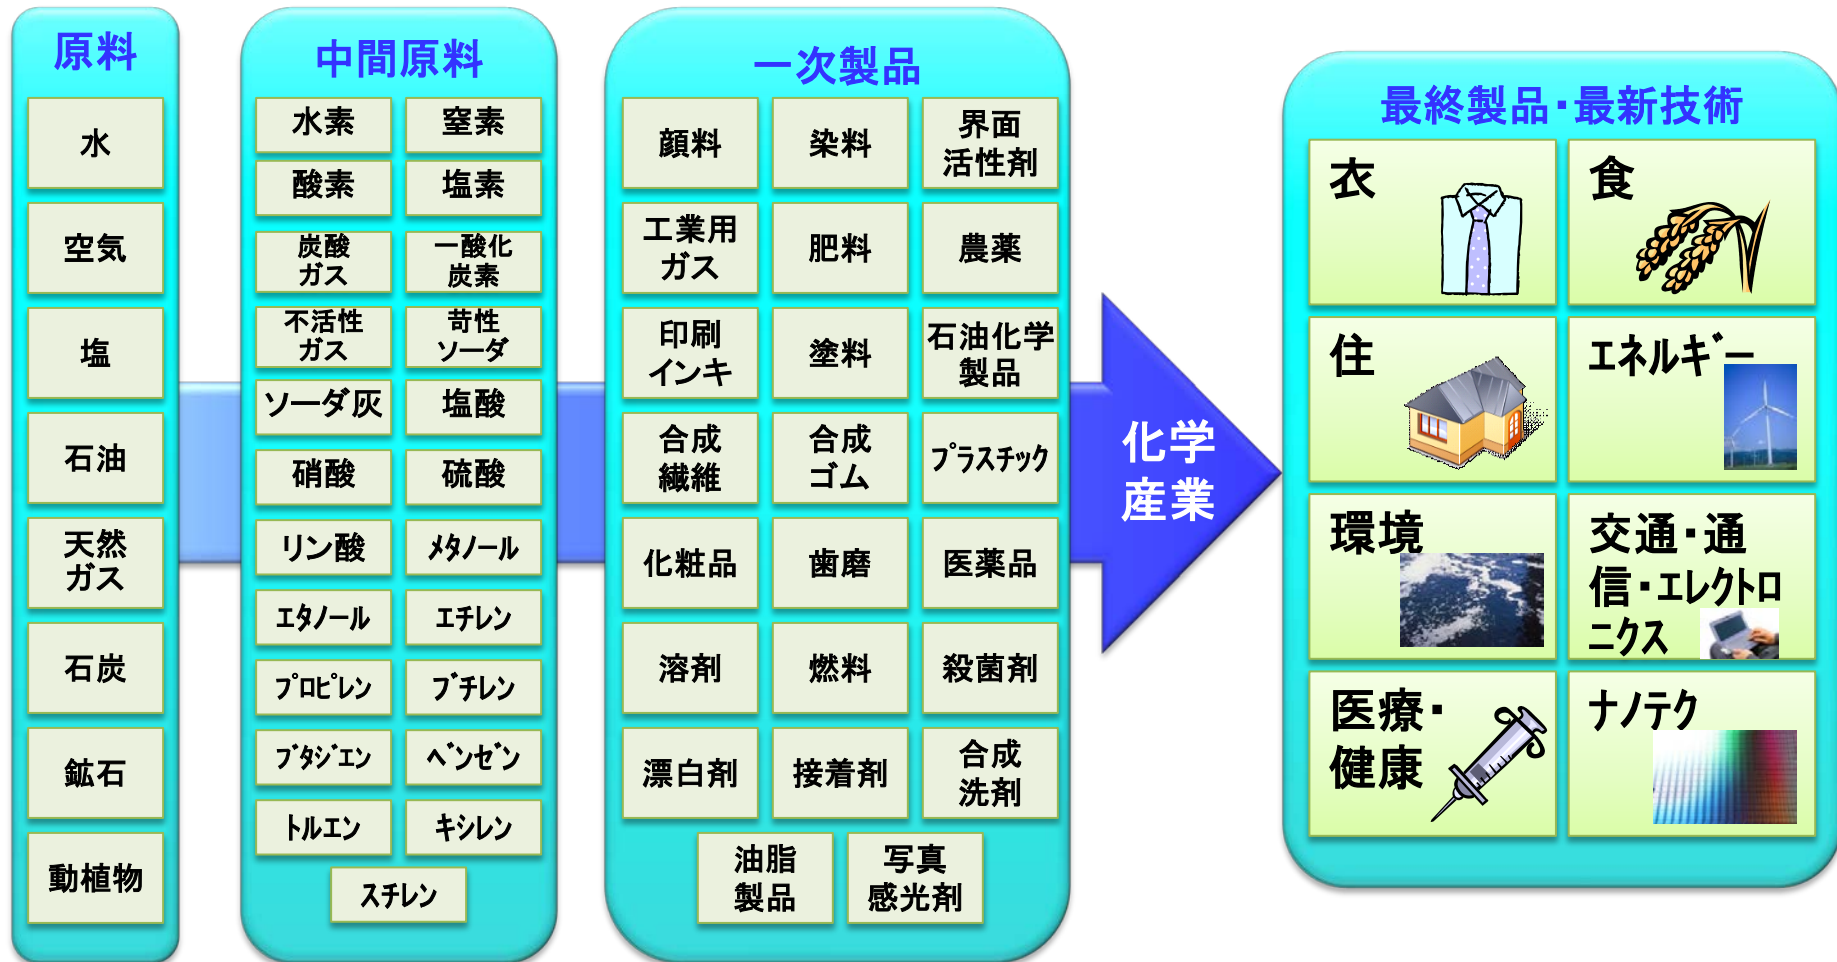 原料
水
空気
塩
石油
天然
ガス
石炭
鉱石
動植物
中間原料
水素
窒素
酸素
塩素
炭酸
ガス
一酸化
炭素
不活性
ガス
苛性
ソーダ
ソーダ灰
塩酸
硝酸
硫酸
リン酸
ﾒﾀﾉｰﾙ
ｴﾀﾉｰﾙ
ｴﾁﾚﾝ
ﾌﾟﾛﾋﾟﾚﾝ
ﾌﾞﾁﾚﾝ
ﾌﾞﾀｼﾞｴﾝ
ﾍﾞﾝｾﾞﾝ
ﾄﾙｴﾝ
ｷｼﾚﾝ
ｽﾁﾚﾝ
一次製品
顔料
染料
界面
活性剤
工業用
ガス
肥料
農薬
印刷
インキ
塗料
石油化学
製品
合成
繊維
合成
ゴム
ﾌﾟﾗｽﾁｯｸ
化粧品
歯磨
医薬品
溶剤
燃料
殺菌剤
漂白剤
接着剤
合成
洗剤
油脂
製品
写真
感光剤
化学
産業
最終製品・最新技術
衣
食
住
ｴﾈﾙｷﾞｰ
環境
交通・通
信・ｴﾚｸﾄﾛ
ﾆｸｽ
医療・
健康
ﾅﾉﾃｸ